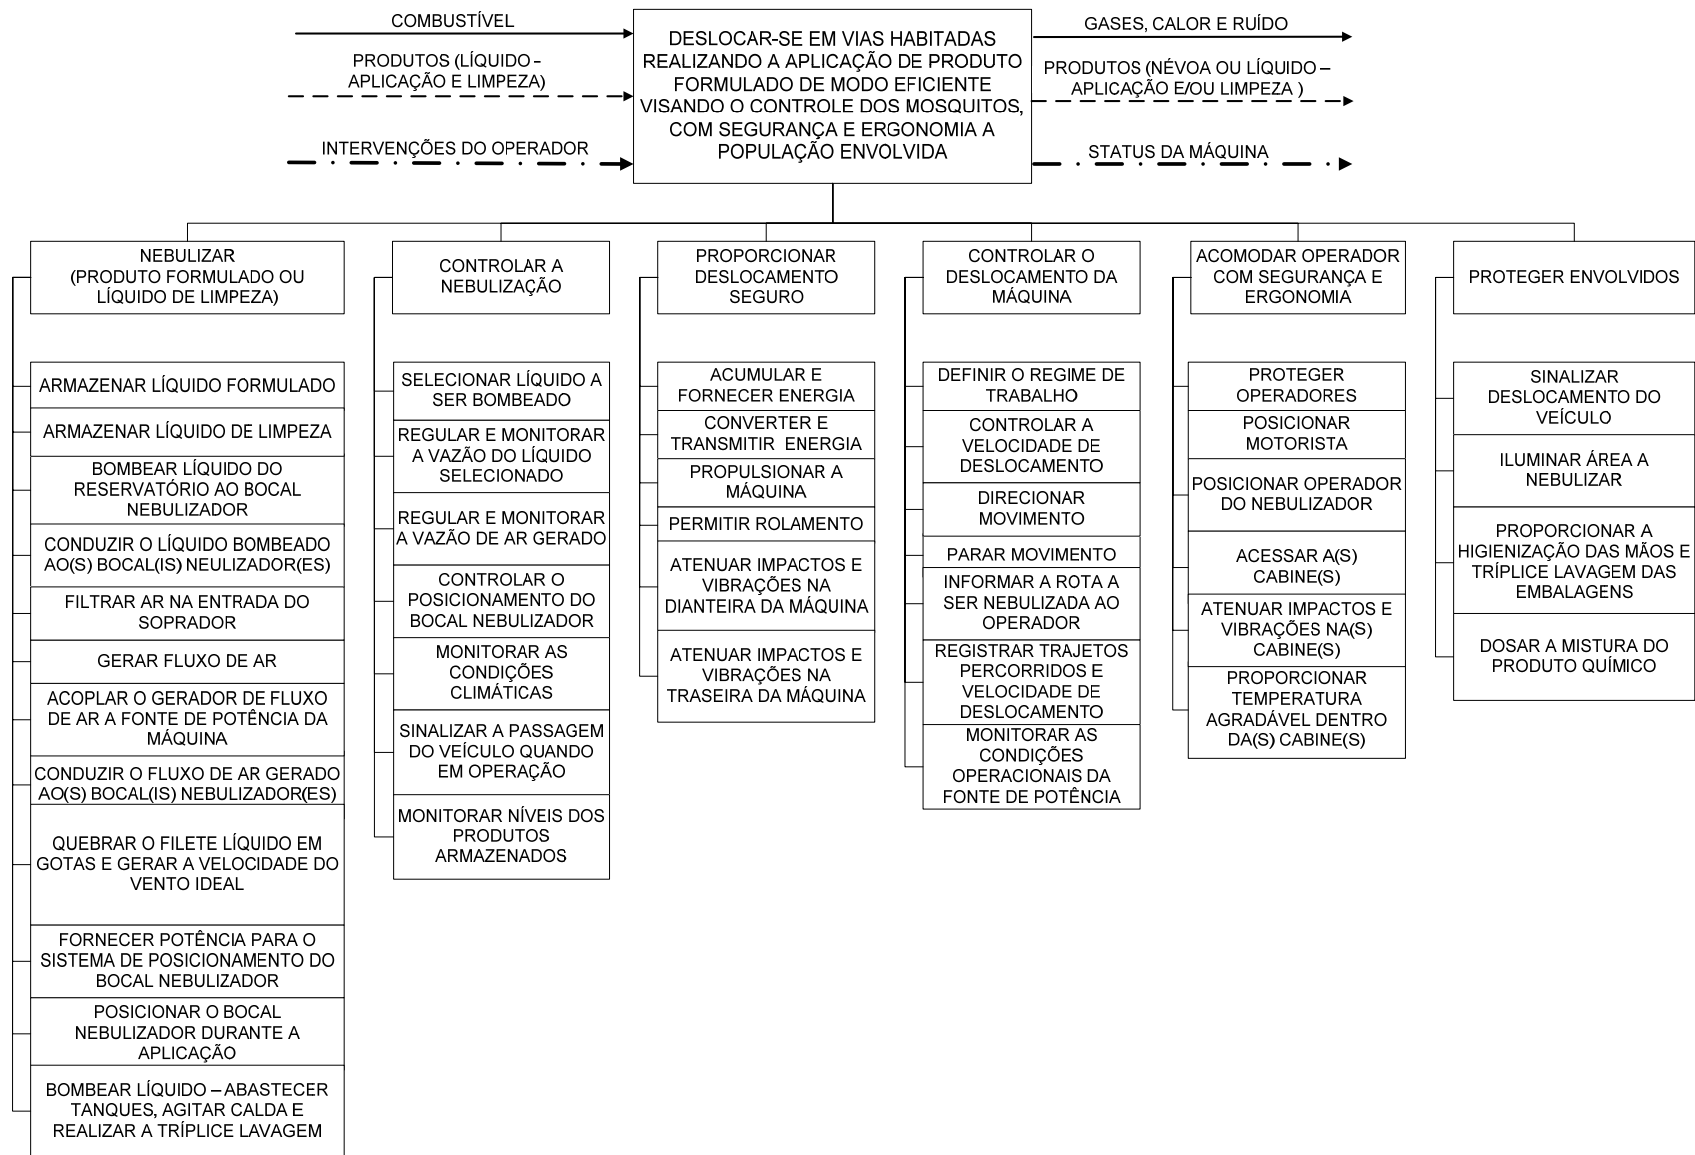 COMBUSTÍVEL
PRODUTOS (LÍQUIDO –
APLICAÇÃO E LIMPEZA)
INTERVENÇÕES DO OPERADOR
DESLOCAR-SE EM VIAS HABITADAS
REALIZANDO A APLICAÇÃO DE PRODUTO
FORMULADO DE MODO EFICIENTE
VISANDO O CONTROLE DOS MOSQUITOS,
COM SEGURANÇA E ERGONOMIA A
POPULAÇÃO ENVOLVIDA
GASES, CALOR E RUÍDO
PRODUTOS (NÉVOA OU LÍQUIDO –
APLICAÇÃO E/OU LIMPEZA )
STATUS DA MÁQUINA
NEBULIZAR
(PRODUTO FORMULADO OU
LÍQUIDO DE LIMPEZA)
ARMAZENAR LÍQUIDO FORMULADO
ARMAZENAR LÍQUIDO DE LIMPEZA
BOMBEAR LÍQUIDO DO
RESERVATÓRIO AO BOCAL
NEBULIZADOR
CONDUZIR O LÍQUIDO BOMBEADO
AO(S) BOCAL(IS) NEULIZADOR(ES)
FILTRAR AR NA ENTRADA DO
SOPRADOR
GERAR FLUXO DE AR
ACOPLAR O GERADOR DE FLUXO
DE AR A FONTE DE POTÊNCIA DA
MÁQUINA
CONDUZIR O FLUXO DE AR GERADO
AO(S) BOCAL(IS) NEBULIZADOR(ES)
QUEBRAR O FILETE LÍQUIDO EM
GOTAS E GERAR A VELOCIDADE DO
VENTO IDEAL
FORNECER POTÊNCIA PARA O
SISTEMA DE POSICIONAMENTO DO
BOCAL NEBULIZADOR
POSICIONAR O BOCAL
NEBULIZADOR DURANTE A
APLICAÇÃO
BOMBEAR LÍQUIDO – ABASTECER
TANQUES, AGITAR CALDA E
REALIZAR A TRÍPLICE LAVAGEM
CONTROLAR A
NEBULIZAÇÃO
SELECIONAR LÍQUIDO A
SER BOMBEADO
REGULAR E MONITORAR
A VAZÃO DO LÍQUIDO
SELECIONADO
REGULAR E MONITORAR
A VAZÃO DE AR GERADO
CONTROLAR O
POSICIONAMENTO DO
BOCAL NEBULIZADOR
MONITORAR AS
CONDIÇÕES
CLIMÁTICAS
SINALIZAR A PASSAGEM
DO VEÍCULO QUANDO
EM OPERAÇÃO
MONITORAR NÍVEIS DOS
PRODUTOS
ARMAZENADOS
PROPORCIONAR
DESLOCAMENTO
SEGURO
ACUMULAR E
FORNECER ENERGIA
CONVERTER E
TRANSMITIR ENERGIA
PROPULSIONAR A
MÁQUINA
PERMITIR ROLAMENTO
ATENUAR IMPACTOS E
VIBRAÇÕES NA
DIANTEIRA DA MÁQUINA
ATENUAR IMPACTOS E
VIBRAÇÕES NA
TRASEIRA DA MÁQUINA
CONTROLAR O
DESLOCAMENTO DA
MÁQUINA
DEFINIR O REGIME DE
TRABALHO
CONTROLAR A
VELOCIDADE DE
DESLOCAMENTO
DIRECIONAR
MOVIMENTO
PARAR MOVIMENTO
INFORMAR A ROTA A
SER NEBULIZADA AO
OPERADOR
REGISTRAR TRAJETOS
PERCORRIDOS E
VELOCIDADE DE
DESLOCAMENTO
MONITORAR AS
CONDIÇÕES
OPERACIONAIS DA
FONTE DE POTÊNCIA
ACOMODAR OPERADOR
COM SEGURANÇA E
ERGONOMIA
PROTEGER
OPERADORES
POSICIONAR
MOTORISTA
POSICIONAR OPERADOR
DO NEBULIZADOR
ACESSAR A(S)
CABINE(S)
ATENUAR IMPACTOS E
VIBRAÇÕES NA(S)
CABINE(S)
PROPORCIONAR
TEMPERATURA
AGRADÁVEL DENTRO
DA(S) CABINE(S)
PROTEGER ENVOLVIDOS
SINALIZAR
DESLOCAMENTO DO
VEÍCULO
ILUMINAR ÁREA A
NEBULIZAR
PROPORCIONAR A
HIGIENIZAÇÃO DAS MÃOS E
TRÍPLICE LAVAGEM DAS
EMBALAGENS
DOSAR A MISTURA DO
PRODUTO QUÍMICO